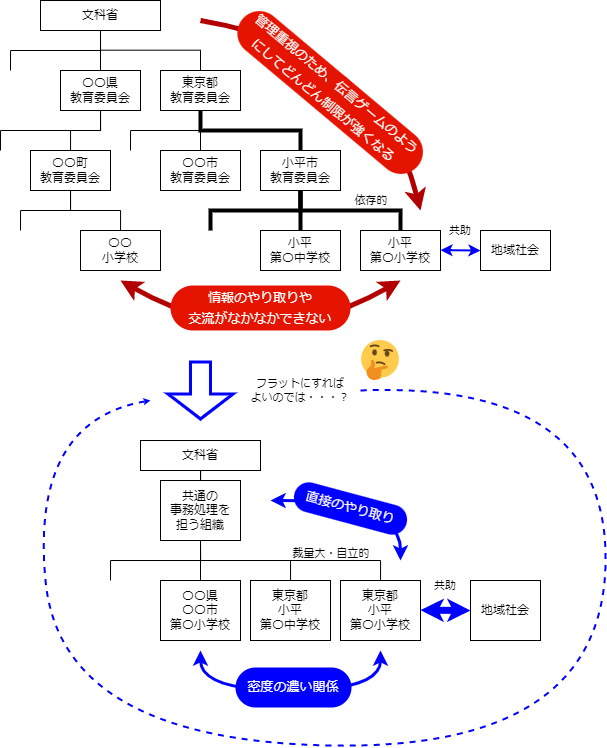 文科省
管理重視のため、伝言ゲームのよう
にしてどんどん制限が強くなる
〇〇県
教育委員会
東京都
教育委員会
〇〇町
教育委員会
〇〇市
教育委員会
小平市
教育委員会
依存的
〇〇
小学校
小平
第〇中学校
小平
第〇小学校
共助
地域社会
情報のやり取りや
交流がなかなかできない
フラットにすれば
よいのでは・・・？
文科省
共通の
事務処理を
担う組織
直接のやり取り
裁量大・自立的
〇〇県
〇〇市
第〇小学校
東京都
小平
第〇中学校
東京都
小平
第〇小学校
共助
地域社会
密度の濃い関係